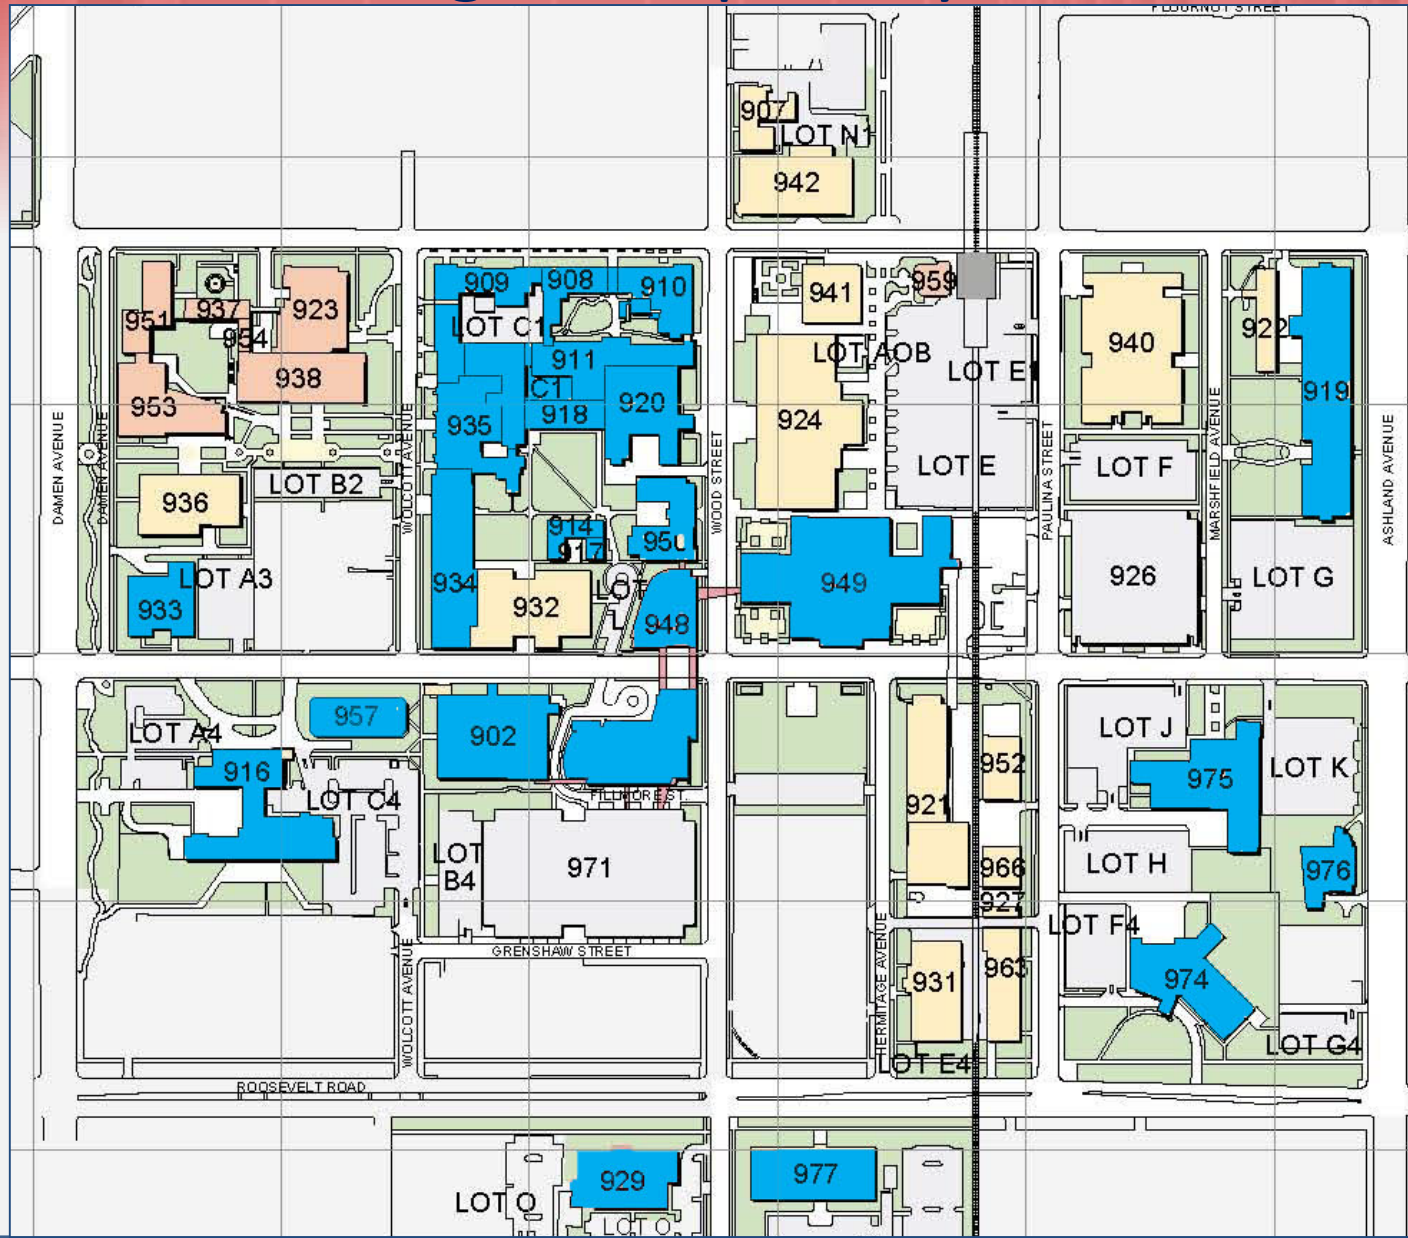 FLOURNOY STREET
907
LOT N1
942
909
908
910
941
959
951
937
923
954
LOT C1
LOT AOB
940
922
911
938
C1
LOT E1
919
953
918
920
935
924
LOT E
LOT F
LOT B2
936
DAMEN AVENUE
DAMEN AVENUE
WOLCOTT AVENUE
WOOD STREET
PAULINA STREET
MARSHFIELD AVENUE
ASHLAND AVENUE
914
917
950
LOT A3
934
932
LOT
949
926
LOT G
933
948
957
LOT A4
902
916
LOT C4
FILLMORE ST.
952
921
LOT J
975
LOT K
LOT B4
971
966
LOT H
976
927
LOT F4
GRENSHAW STREET
WOLCOTT AVENUE
HERMITAGE AVENUE
931
963
974
LOT E4
LOT G4
ROOSEVELT ROAD
929
977
LOT O
LOT O